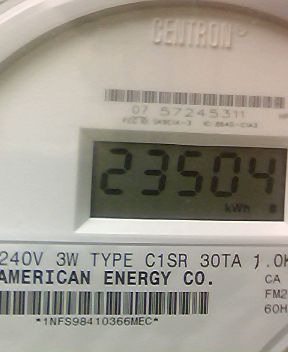 CENTRON®
07 57245311
23504
kWh
240V 3W TYPE C1SR 30TA 1.0K
AMERICAN ENERGY CO.
CA
FM2
60H
*1NFS98410366MEC*